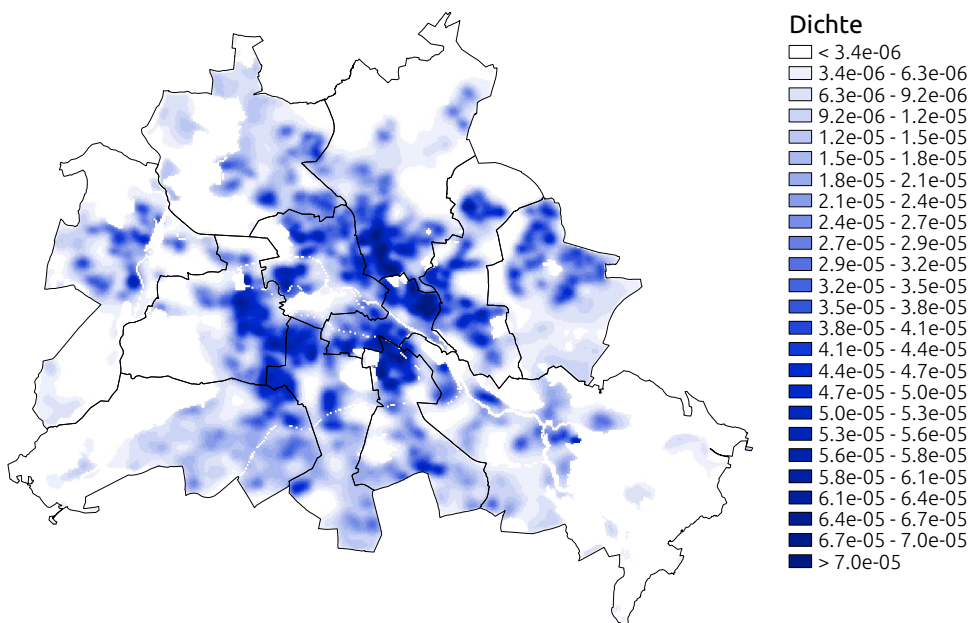 Dichte
< 3.4e-06
3.4e-06 - 6.3e-06
6.3e-06 - 9.2e-06
9.2e-06 - 1.2e-05
1.2e-05 - 1.5e-05
1.5e-05 - 1.8e-05
1.8e-05 - 2.1e-05
2.1e-05 - 2.4e-05
2.4e-05 - 2.7e-05
2.7e-05 - 2.9e-05
2.9e-05 - 3.2e-05
3.2e-05 - 3.5e-05
3.5e-05 - 3.8e-05
3.8e-05 - 4.1e-05
4.1e-05 - 4.4e-05
4.4e-05 - 4.7e-05
4.7e-05 - 5.0e-05
5.0e-05 - 5.3e-05
5.3e-05 - 5.6e-05
5.6e-05 - 5.8e-05
5.8e-05 - 6.1e-05
6.1e-05 - 6.4e-05
6.4e-05 - 6.7e-05
6.7e-05 - 7.0e-05
> 7.0e-05